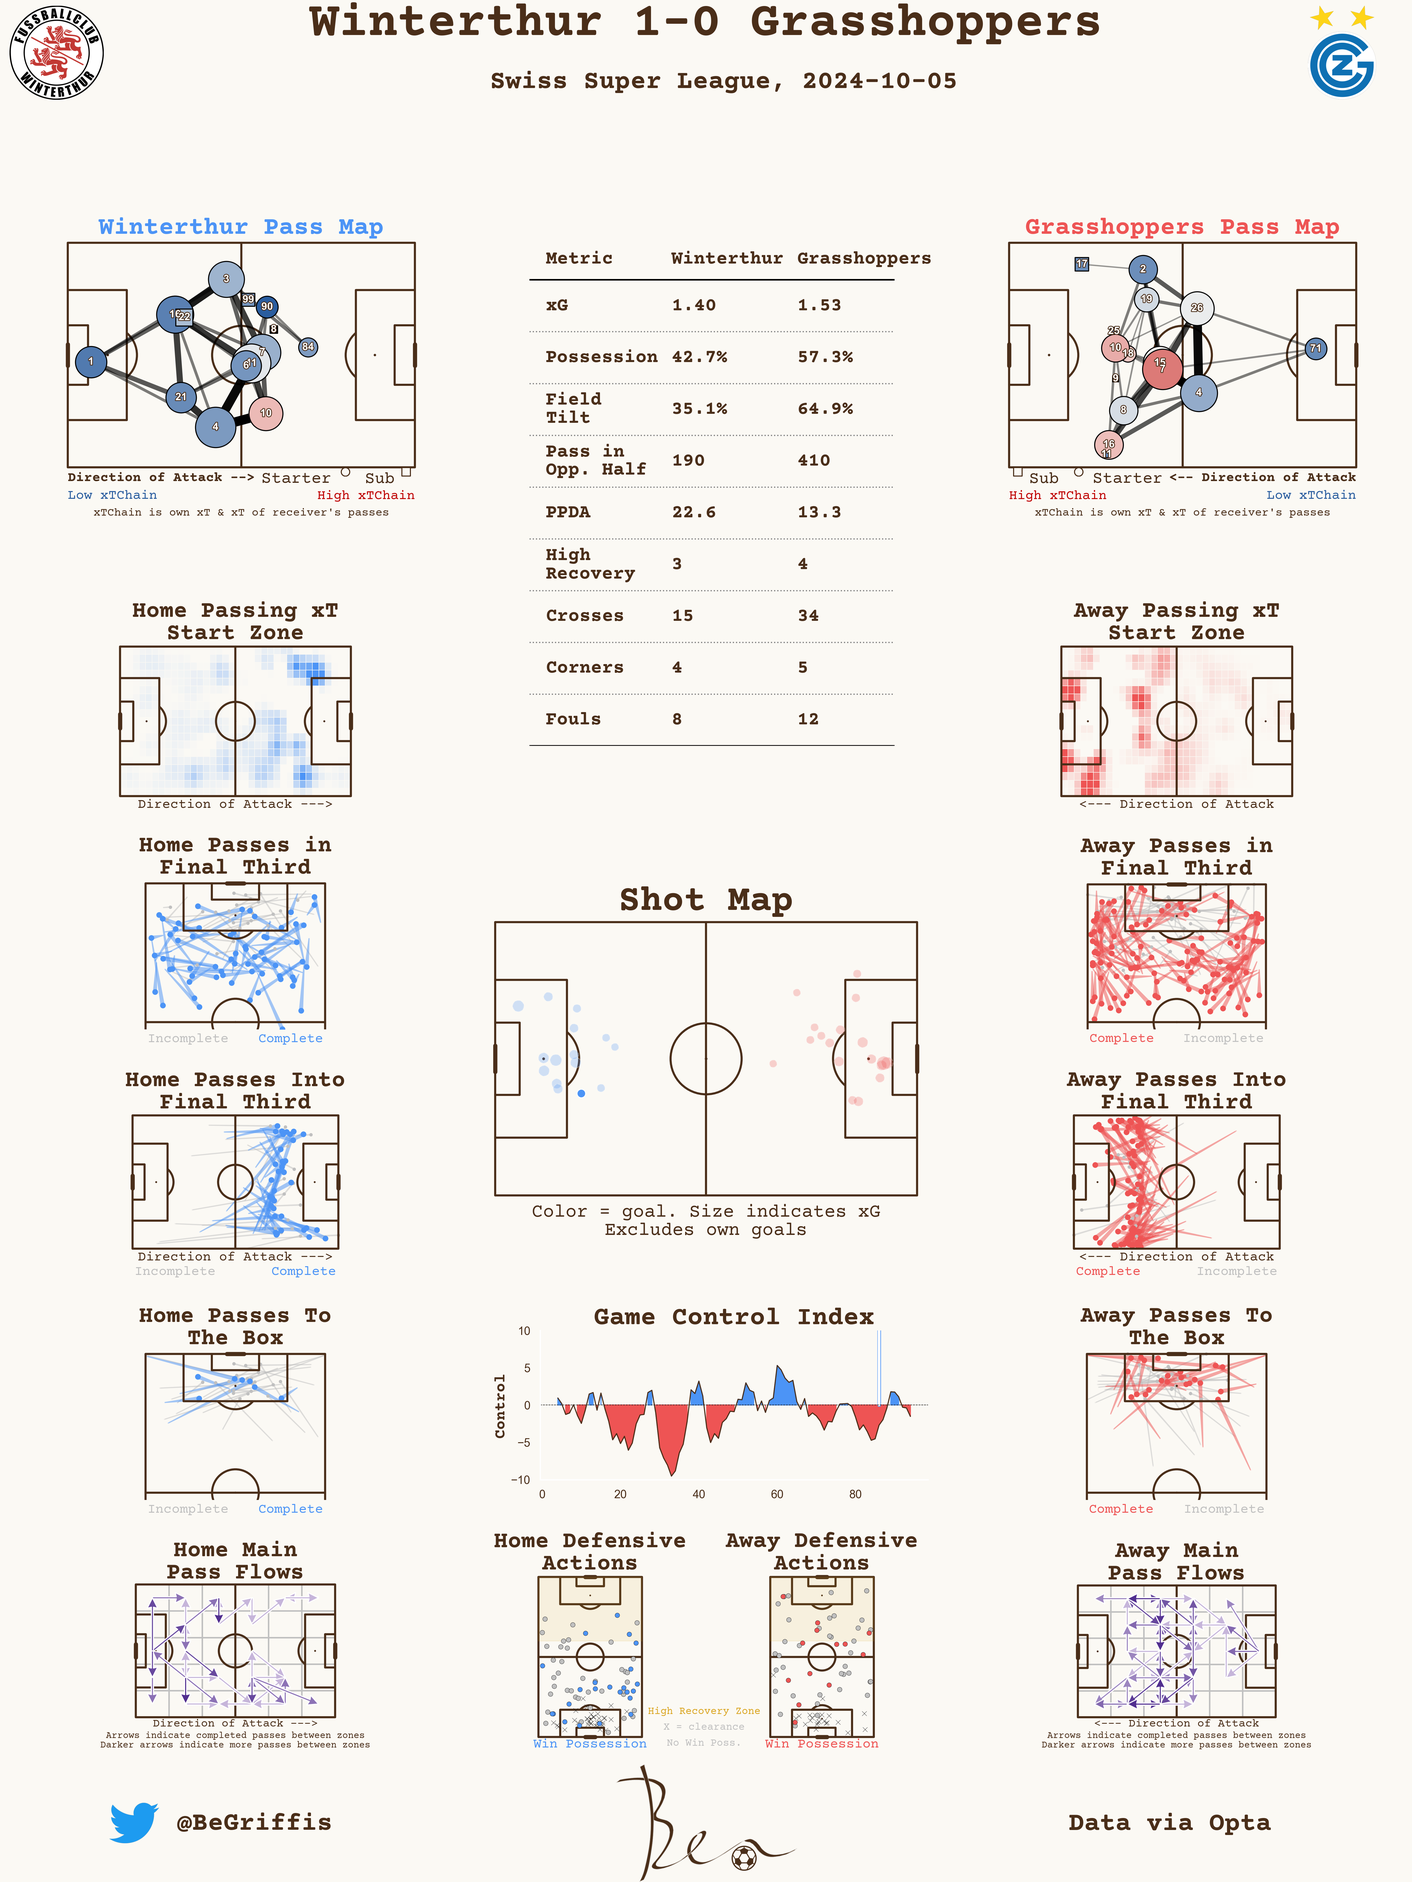 Winterthur 1-0 Grasshoppers
Swiss Super League, 2024-10-05
FUSSBALLCLUB
WINTERTHUR
Winterthur Pass Map
3
99
90
16
22
8
84
7
1
6
11
21
10
4
Direction of Attack --> Starter Sub
Low xTChain High xTChain
xTChain is own xT & xT of receiver's passes
Metric Winterthur Grasshoppers
xG 1.40 1.53
Possession 42.7% 57.3%
Field
Tilt 35.1% 64.9%
Pass in
Opp. Half 190 410
PPDA 22.6 13.3
High
Recovery 3 4
Crosses 15 34
Corners 4 5
Fouls 8 12
Grasshoppers Pass Map
17
2
19
26
25
10
18
71
15
7
9
4
8
16
11
Sub Starter <-- Direction of Attack
High xTChain Low xTChain
xTChain is own xT & xT of receiver's passes
Home Passing xT
Start Zone
Direction of Attack --->
Away Passing xT
Start Zone
<--- Direction of Attack
Home Passes in
Final Third
Incomplete Complete
Away Passes in
Final Third
Complete Incomplete
Shot Map
Color = goal. Size indicates xG
Excludes own goals
Home Passes Into
Final Third
Direction of Attack --->
Incomplete Complete
Away Passes Into
Final Third
<--- Direction of Attack
Complete Incomplete
Home Passes To
The Box
Incomplete Complete
Game Control Index
Control
10
5
0
−5
−10
0 20 40 60 80
Away Passes To
The Box
Complete Incomplete
Home Main
Pass Flows
Direction of Attack --->
Arrows indicate completed passes between zones
Darker arrows indicate more passes between zones
Home Defensive
Actions
Win Possession
Away Defensive
Actions
Win Possession
High Recovery Zone
X = clearance
No Win Poss.
Away Main
Pass Flows
<--- Direction of Attack
Arrows indicate completed passes between zones
Darker arrows indicate more passes between zones
@BeGriffis
Ben
Data via Opta